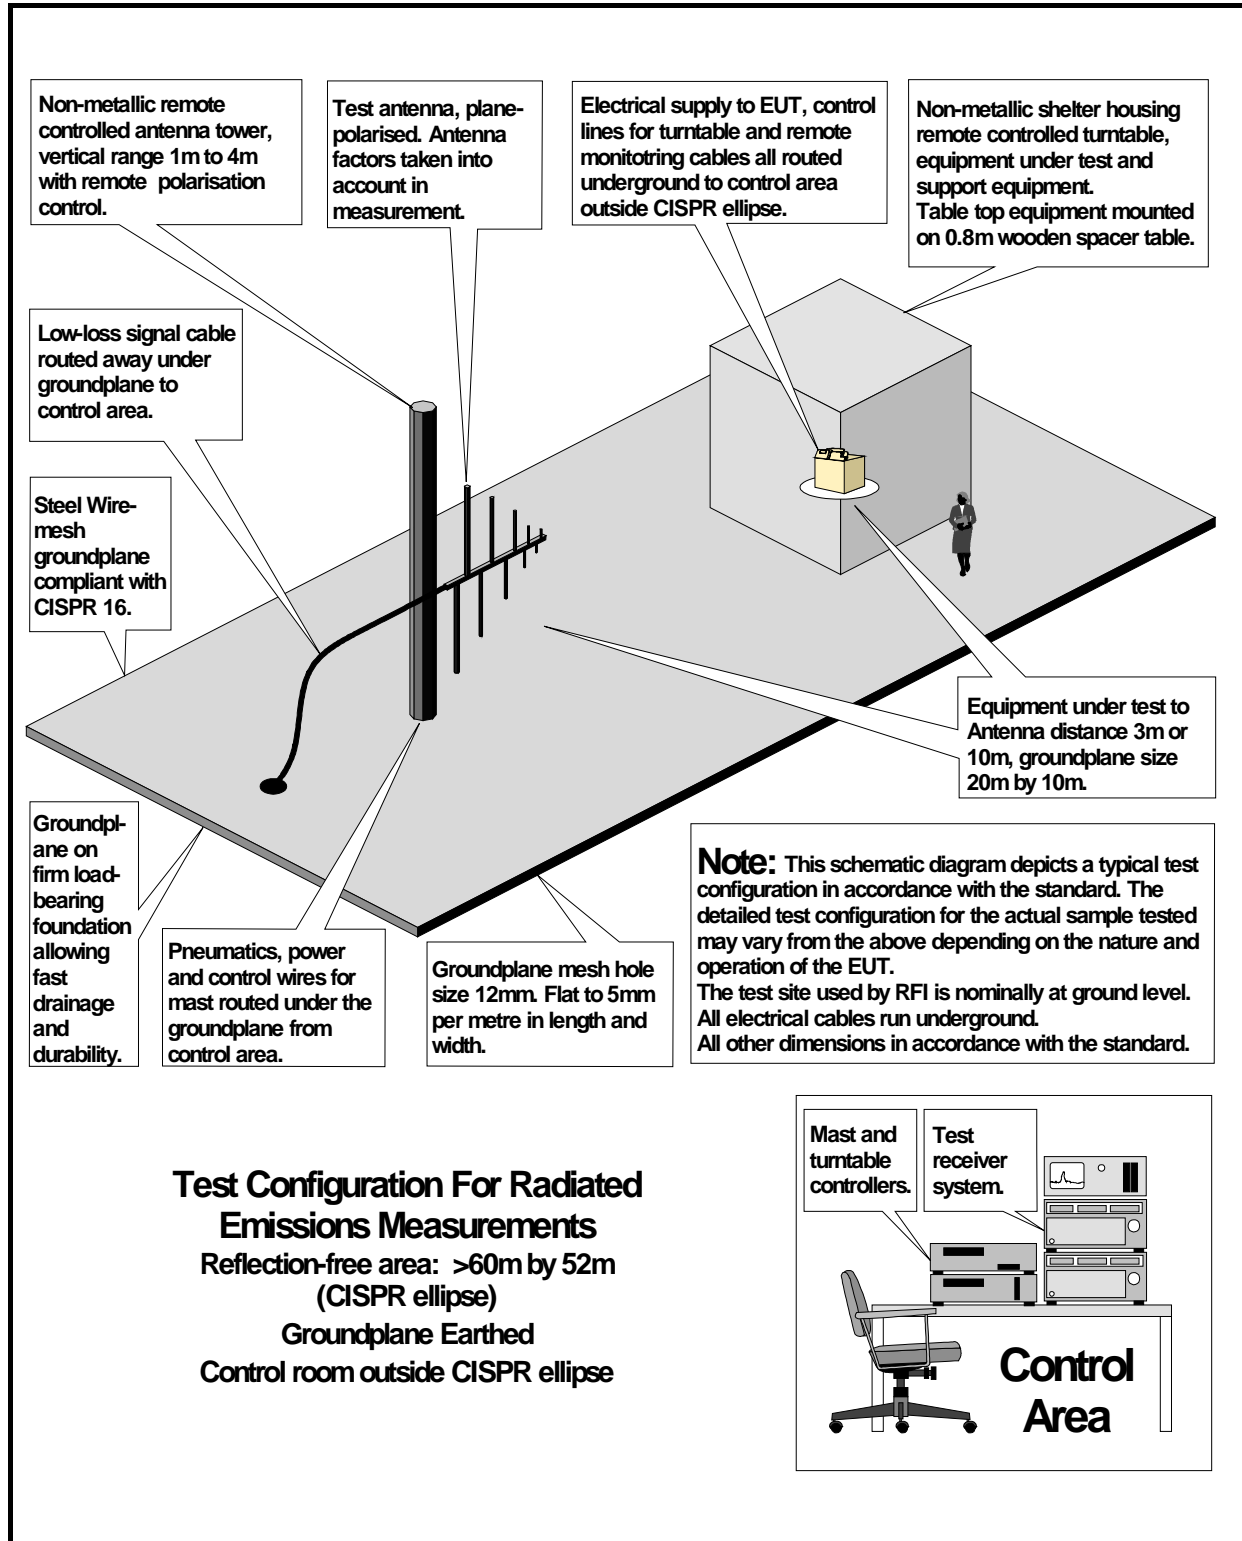 Non-metallic remote
controlled antenna tower,
vertical range 1m to 4m
with remote polarisation
control.
Test antenna, plane-
polarised. Antenna
factors taken into
account in
measurement.
Electrical supply to EUT, control
lines for turntable and remote
monitotring cables all routed
underground to control area
outside CISPR ellipse.
Non-metallic shelter housing
remote controlled turntable,
equipment under test and
support equipment.
Table top equipment mounted
on 0.8m wooden spacer table.
Low-loss signal cable
routed away under
groundplane to
control area.
Steel Wire-
mesh
groundplane
compliant with
CISPR 16.
Equipment under test to
Antenna distance 3m or
10m, groundplane size
20m by 10m.
Groundpl-
ane on
firm load-
bearing
foundation
allowing
fast
drainage
and
durability.
Pneumatics, power
and control wires for
mast routed under the
groundplane from
control area.
Groundplane mesh hole
size 12mm. Flat to 5mm
per metre in length and
width.
Note: This schematic diagram depicts a typical test
configuration in accordance with the standard. The
detailed test configuration for the actual sample tested
may vary from the above depending on the nature and
operation of the EUT.
The test site used by RFI is nominally at ground level.
All electrical cables run underground.
All other dimensions in accordance with the standard.
Test Configuration For Radiated
Emissions Measurements
Reflection-free area: >60m by 52m
(CISPR ellipse)
Groundplane Earthed
Control room outside CISPR ellipse
Mast and
turntable
controllers.
Test
receiver
system.
Control
Area